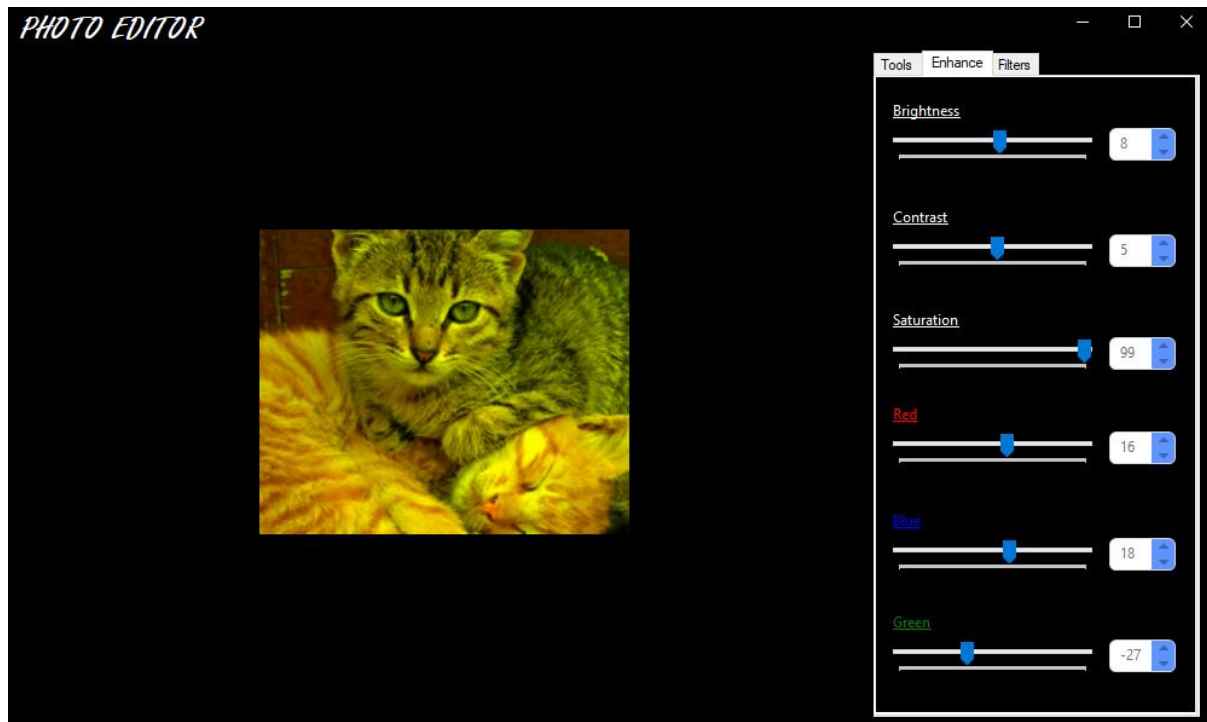 PHOTO EDITOR
Tools Enhance Filters
Brightness
8
Contrast
5
Saturation
99
Red
16
Blue
18
Green
-27